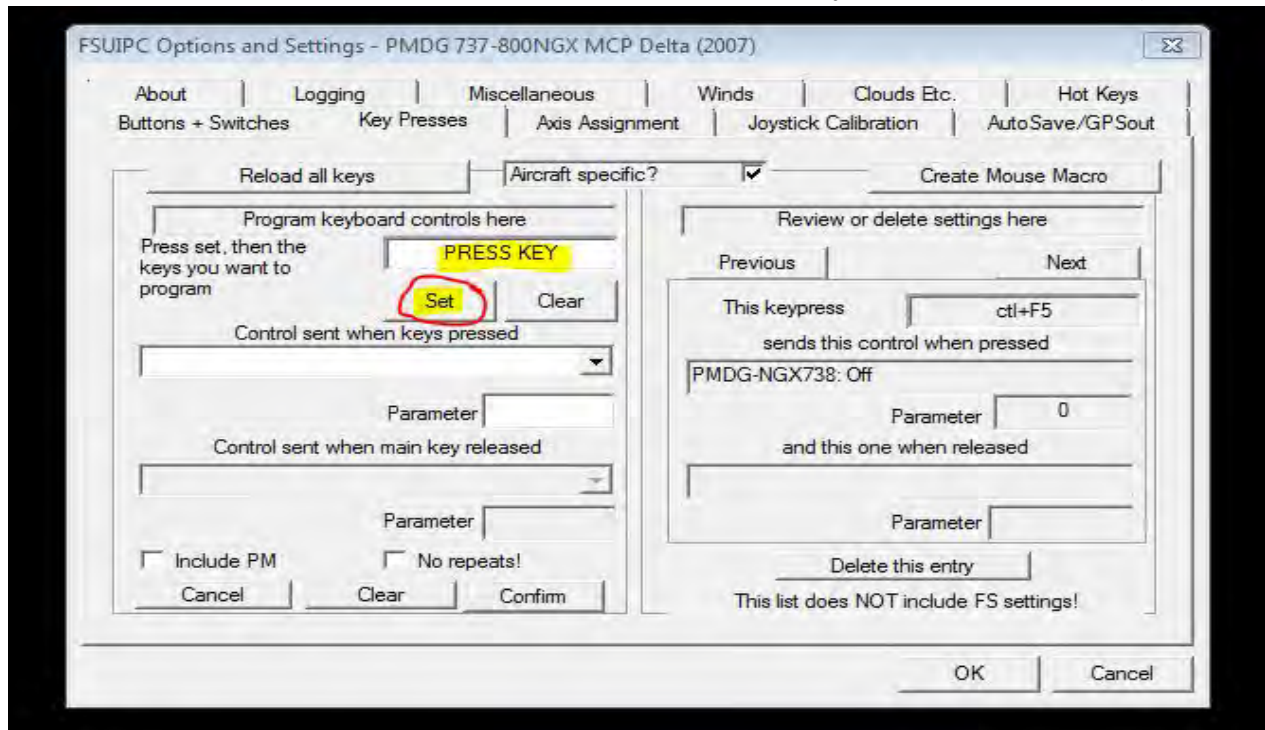 FSUIPC Options and Settings - PMDG 737-800NGX MCP Delta (2007)
About Logging Miscellaneous Winds Clouds Etc. Hot Keys
Buttons + Switches Key Presses Axis Assignment Joystick Calibration AutoSave/GPSout
Reload all keys Aircraft specific? Create Mouse Macro
Program keyboard controls here
Press set, then the
keys you want to
program
PRESS KEY
Set Clear
Control sent when keys pressed
Parameter
Control sent when main key released
Parameter
Include PM No repeats!
Cancel Clear Confirm
Review or delete settings here
Previous Next
This keypress ctl+F5
sends this control when pressed
PMDG-NGX738: Off
Parameter 0
and this one when released
Parameter
Delete this entry
This list does NOT include FS settings!
OK Cancel